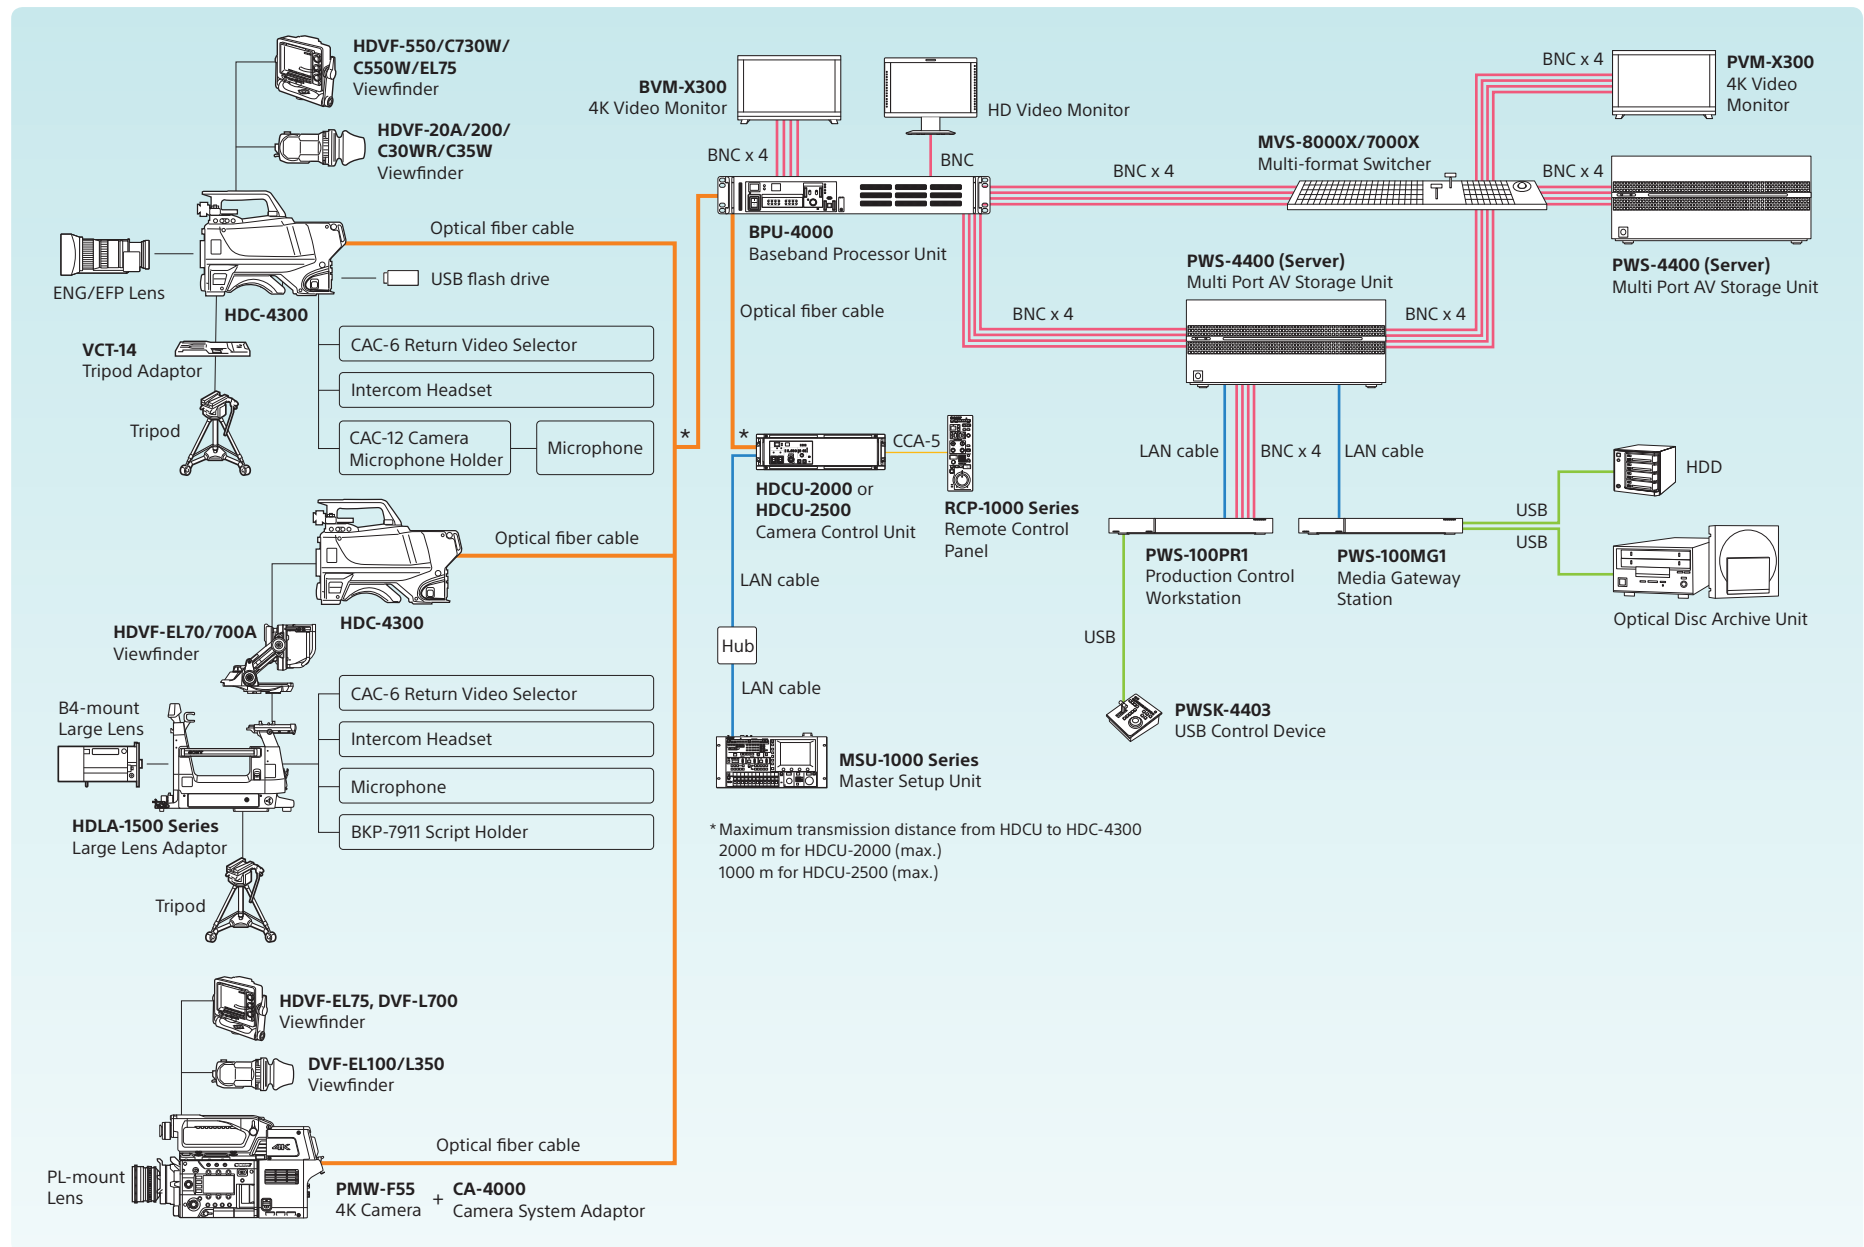 HDVF-550/C730W/
C550W/EL75
Viewfinder
HDVF-20A/200/
C30WR/C35W
Viewfinder
Optical fiber cable
ENG/EFP Lens
USB flash drive
HDC-4300
VCT-14
Tripod Adaptor
CAC-6 Return Video Selector
Intercom Headset
Tripod
CAC-12 Camera
Microphone Holder
Microphone
*
HDC-4300
Optical fiber cable
HDVF-EL70/700A
Viewfinder
B4-mount
Large Lens
CAC-6 Return Video Selector
Intercom Headset
Microphone
BKP-7911 Script Holder
HDLA-1500 Series
Large Lens Adaptor
Tripod
HDVF-EL75, DVF-L700
Viewfinder
DVF-EL100/L350
Viewfinder
4K
Optical fiber cable
PL-mount
Lens
PMW-F55
4K Camera
+
CA-4000
Camera System Adaptor
BVM-X300
4K Video Monitor
BNC x 4
HD Video Monitor
BNC
BPU-4000
Baseband Processor Unit
Optical fiber cable
*
CCA-5
HDCU-2000 or
HDCU-2500
Camera Control Unit
RCP-1000 Series
Remote Control
Panel
LAN cable
Hub
LAN cable
MSU-1000 Series
Master Setup Unit
* Maximum transmission distance from HDCU to HDC-4300
2000 m for HDCU-2000 (max.)
1000 m for HDCU-2500 (max.)
BNC x 4
MVS-8000X/7000X
Multi-format Switcher
BNC x 4
PVM-X300
4K Video
Monitor
BNC x 4
PWS-4400 (Server)
Multi Port AV Storage Unit
PWS-4400 (Server)
Multi Port AV Storage Unit
BNC x 4
BNC x 4
LAN cable
BNC x 4
LAN cable
PWS-100PR1
Production Control
Workstation
PWS-100MG1
Media Gateway
Station
USB
USB
HDD
Optical Disc Archive Unit
USB
PWSK-4403
USB Control Device